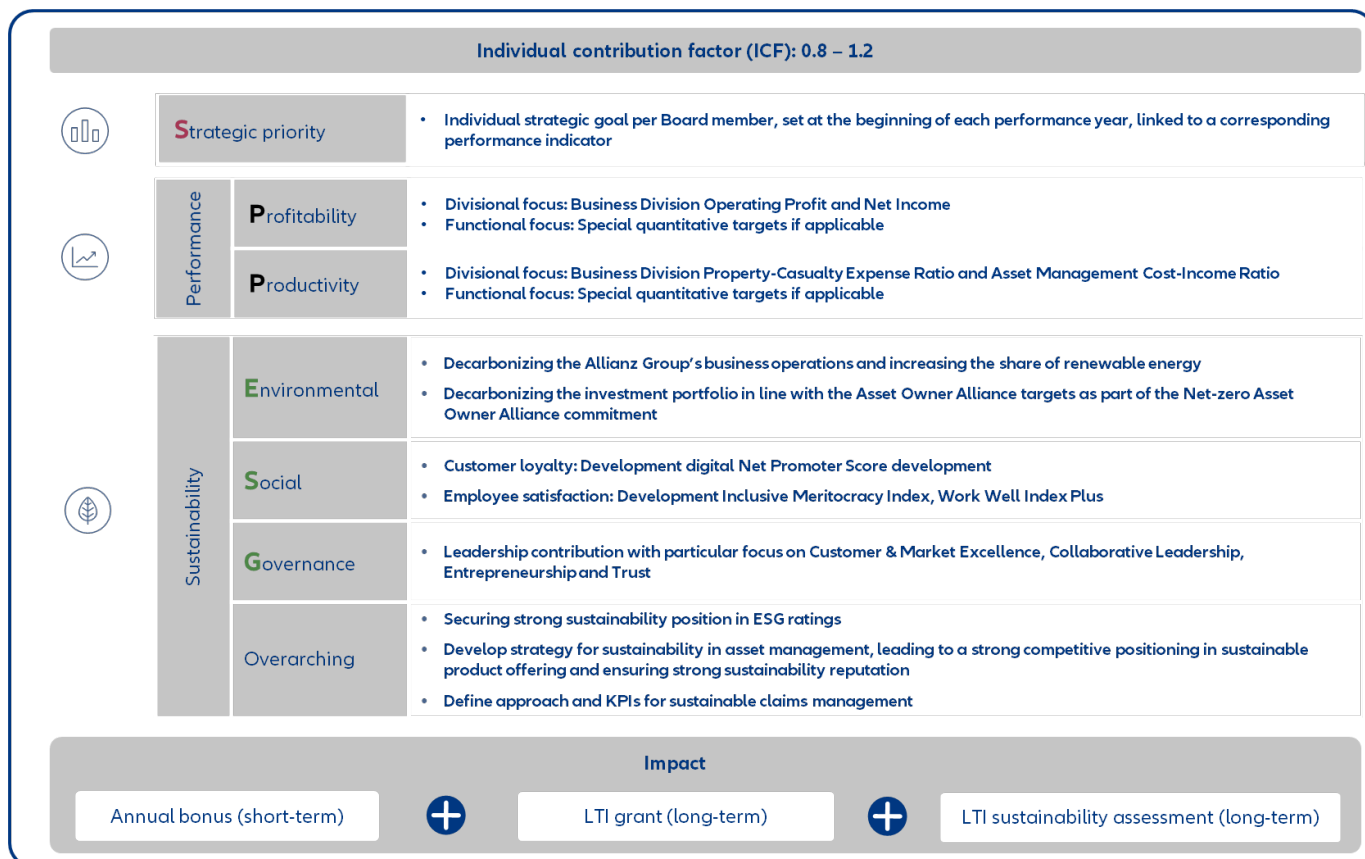 Individual contribution factor (ICF): 0.8 – 1.2
Strategic priority
• Individual strategic goal per Board member, set at the beginning of each performance year, linked to a corresponding
performance indicator
Performance
Profitability
• Divisional focus: Business Division Operating Profit and Net Income
• Functional focus: Special quantitative targets if applicable
Productivity
• Divisional focus: Business Division Property-Casualty Expense Ratio and Asset Management Cost-Income Ratio
• Functional focus: Special quantitative targets if applicable
Sustainability
Environmental
• Decarbonizing the Allianz Group's business operations and increasing the share of renewable energy
• Decarbonizing the investment portfolio in line with the Asset Owner Alliance targets as part of the Net-zero Asset
Owner Alliance commitment
Social
• Customer loyalty: Development digital Net Promoter Score development
• Employee satisfaction: Development Inclusive Meritocracy Index, Work Well Index Plus
Governance
• Leadership contribution with particular focus on Customer & Market Excellence, Collaborative Leadership,
Entrepreneurship and Trust
Overarching
• Securing strong sustainability position in ESG ratings
• Develop strategy for sustainability in asset management, leading to a strong competitive positioning in sustainable
product offering and ensuring strong sustainability reputation
• Define approach and KPIs for sustainable claims management
Impact
Annual bonus (short-term)
LTI grant (long-term)
LTI sustainability assessment (long-term)